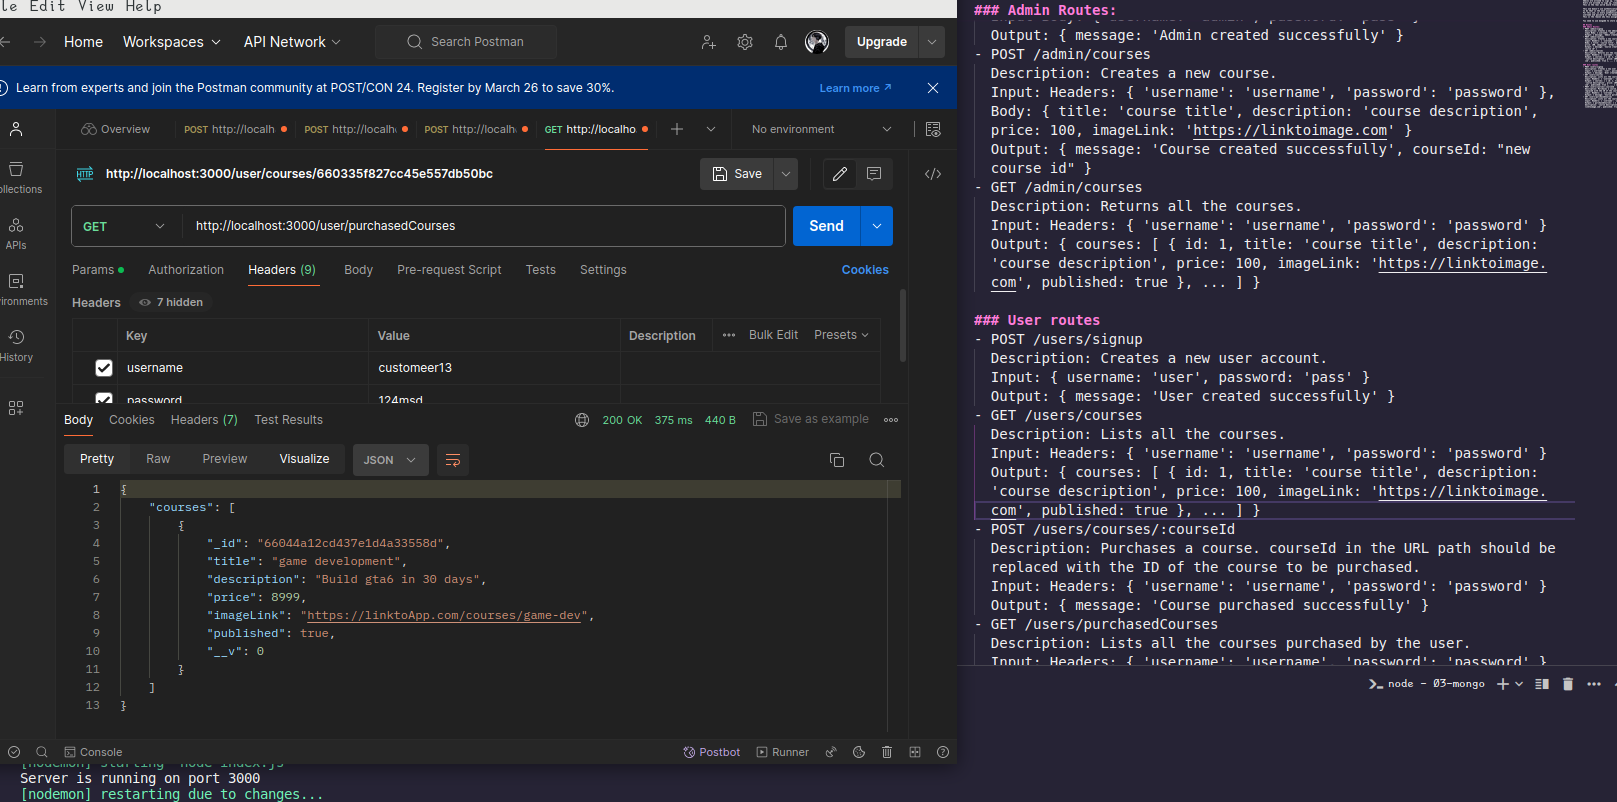 le Edit View Help
Home Workspaces API Network Search Postman Upgrade
Learn from experts and join the Postman community at POST/CON 24. Register by March 26 to save 30%. Learn more
Overview POST http://localh POST http://localh POST http://localh GET http://localho. No environment
http://localhost:3000/user/courses/660335f827cc45e557db50bc Save
GET http://localhost:3000/user/purchasedCourses Send
Params Authorization Headers (9) Body Pre-request Script Tests Settings Cookies
Headers 7 hidden
Key Value Description Bulk Edit Presets
username customeer13
password 124msd
ollections
APIs
ironments
History
Body Cookies Headers (7) Test Results 200 OK 375 ms 440 B Save as example
Pretty Raw Preview Visualize JSON
1 {
2 "courses": [
3 {
4 "_id": "66044a12cd437e1d4a33558d",
5 "title": "game development",
6 "description": "Build gta6 in 30 days",
7 "price": 8999,
8 "imageLink": "https://linktoApp.com/courses/game-dev",
9 "published": true,
10 "__v": 0
11 }
12 ]
13 }
Console Postbot Runner
[nodemon] starting `node index.js`
Server is running on port 3000
[nodemon] restarting due to changes...
### Admin Routes:
Output: { message: 'Admin created successfully' }
- POST /admin/courses
Description: Creates a new course.
Input: Headers: { 'username': 'username', 'password': 'password' },
Body: { title: 'course title', description: 'course description',
price: 100, imageLink: 'https://linktoimage.com' }
Output: { message: 'Course created successfully', courseId: "new
course id" }
- GET /admin/courses
Description: Returns all the courses.
Input: Headers: { 'username': 'username', 'password': 'password' }
Output: { courses: [ { id: 1, title: 'course title', description:
'course description', price: 100, imageLink: 'https://linktoimage.
com', published: true }, ... ] }
### User routes
- POST /users/signup
Description: Creates a new user account.
Input: { username: 'user', password: 'pass' }
Output: { message: 'User created successfully' }
- GET /users/courses
Description: Lists all the courses.
Input: Headers: { 'username': 'username', 'password': 'password' }
Output: { courses: [ { id: 1, title: 'course title', description:
'course description', price: 100, imageLink: 'https://linktoimage.
com', published: true }, ... ] }
- POST /users/courses/:courseId
Description: Purchases a course. courseId in the URL path should be
replaced with the ID of the course to be purchased.
Input: Headers: { 'username': 'username', 'password': 'password' }
Output: { message: 'Course purchased successfully' }
- GET /users/purchasedCourses
Description: Lists all the courses purchased by the user.
Input: Headers: { 'username': 'username', 'password': 'password' }
node - 03-mongo